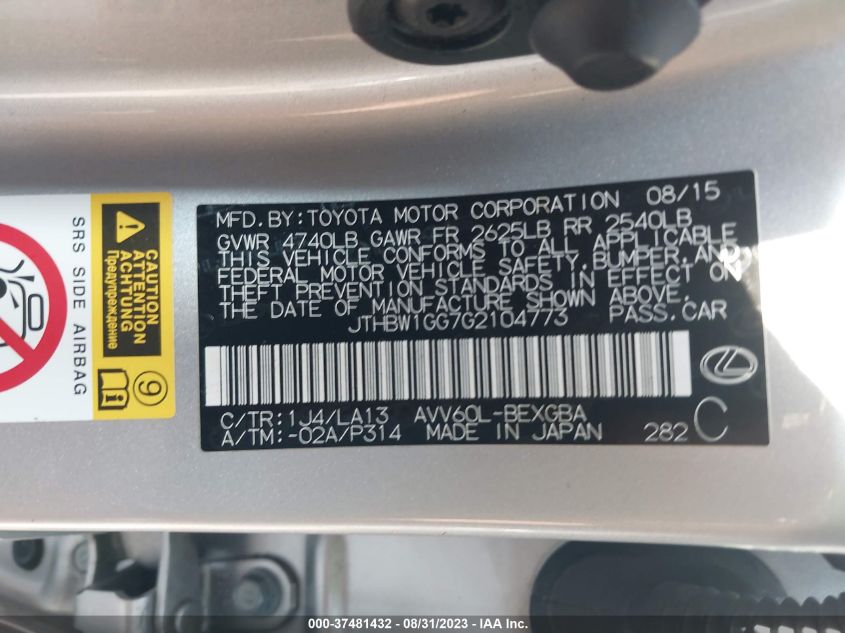 MFD. BY: TOYOTA MOTOR CORPORATION 08/15
GVWR 4740LB GAWR FR 2625LB RR 2540LB
THIS VEHICLE CONFORMS TO ALL APPLICABLE
FEDERAL MOTOR VEHICLE SAFETY, BUMPER, AND
THEFT PREVENTION STANDARDS IN EFFECT ON
THE DATE OF MANUFACTURE SHOWN ABOVE.
JTHBW1GG7G2104773 PASS.CAR
C/TR:1J4/LA13 AVV60L-BEXGBA
A/TM:-02A/P314 MADE IN JAPAN 282 C
SRS SIDE AIRBAG
CAUTION
ATTENTION
ACHTUNG
Предупреждение
i
9
000-37481432 - 08/31/2023 - IAA Inc.